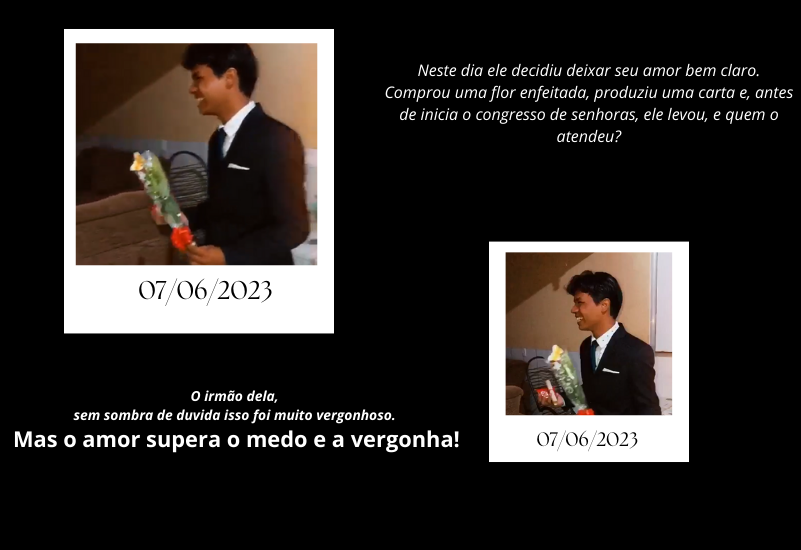 Neste dia ele decidiu deixar seu amor bem claro.
Comprou uma flor enfeitada, produziu uma carta e, antes
de inicia o congresso de senhoras, ele levou, e quem o
atendeu?
07/06/2023
07/06/2023
O irmão dela,
sem sombra de duvida isso foi muito vergonhoso.
Mas o amor supera o medo e a vergonha!